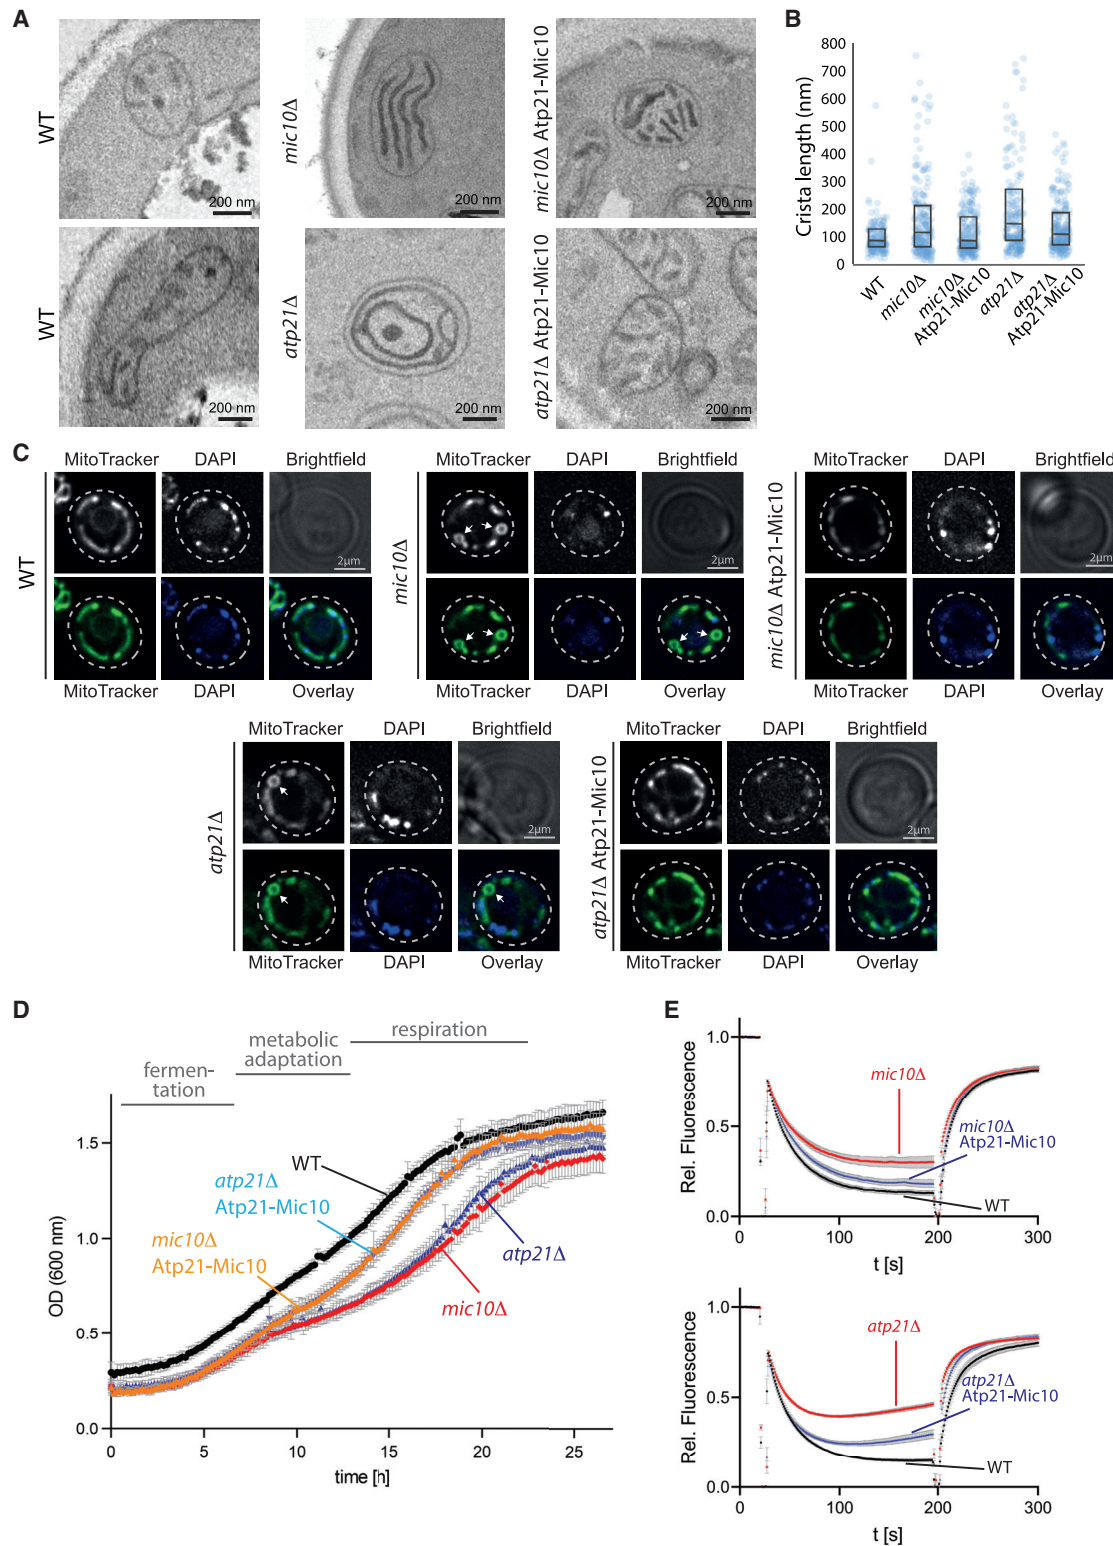 A
WT
200 nm
mic10Δ
200 nm
mic10Δ Atp21-Mic10
200 nm
WT
200 nm
atp21Δ
200 nm
atp21Δ Atp21-Mic10
200 nm
B
Crista length (nm)
800
700
600
500
400
300
200
100
0
WT
mic10Δ
mic10Δ
Atp21-Mic10
atp21Δ
atp21Δ
Atp21-Mic10
C
WT
MitoTracker DAPI Brightfield
2μm
MitoTracker DAPI Overlay
mic10Δ
MitoTracker DAPI Brightfield
2μm
MitoTracker DAPI Overlay
mic10Δ Atp21-Mic10
MitoTracker DAPI Brightfield
2μm
MitoTracker DAPI Overlay
atp21Δ
MitoTracker DAPI Brightfield
2μm
MitoTracker DAPI Overlay
atp21Δ Atp21-Mic10
MitoTracker DAPI Brightfield
2μm
MitoTracker DAPI Overlay
D
fermen-
tation
metabolic
adaptation
respiration
OD (600 nm)
1.5
1.0
0.5
0.0
WT
atp21Δ
Atp21-Mic10
mic10Δ
Atp21-Mic10
atp21Δ
mic10Δ
0 5 10 15 20 25
time [h]
E
Rel. Fluorescence
1.0
0.5
0.0
mic10Δ
mic10Δ
Atp21-Mic10
WT
0 100 200 300
t [s]
Rel. Fluorescence
1.0
0.5
0.0
atp21Δ
atp21Δ
Atp21-Mic10
WT
0 100 200 300
t [s]